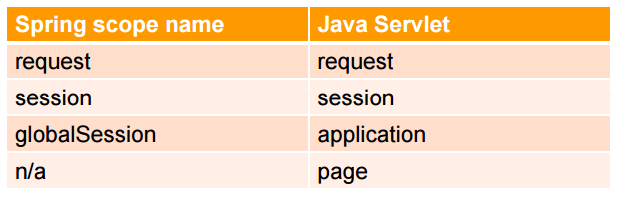 Spring scope name Java Servlet
request request
session session
globalSession application
n/a page